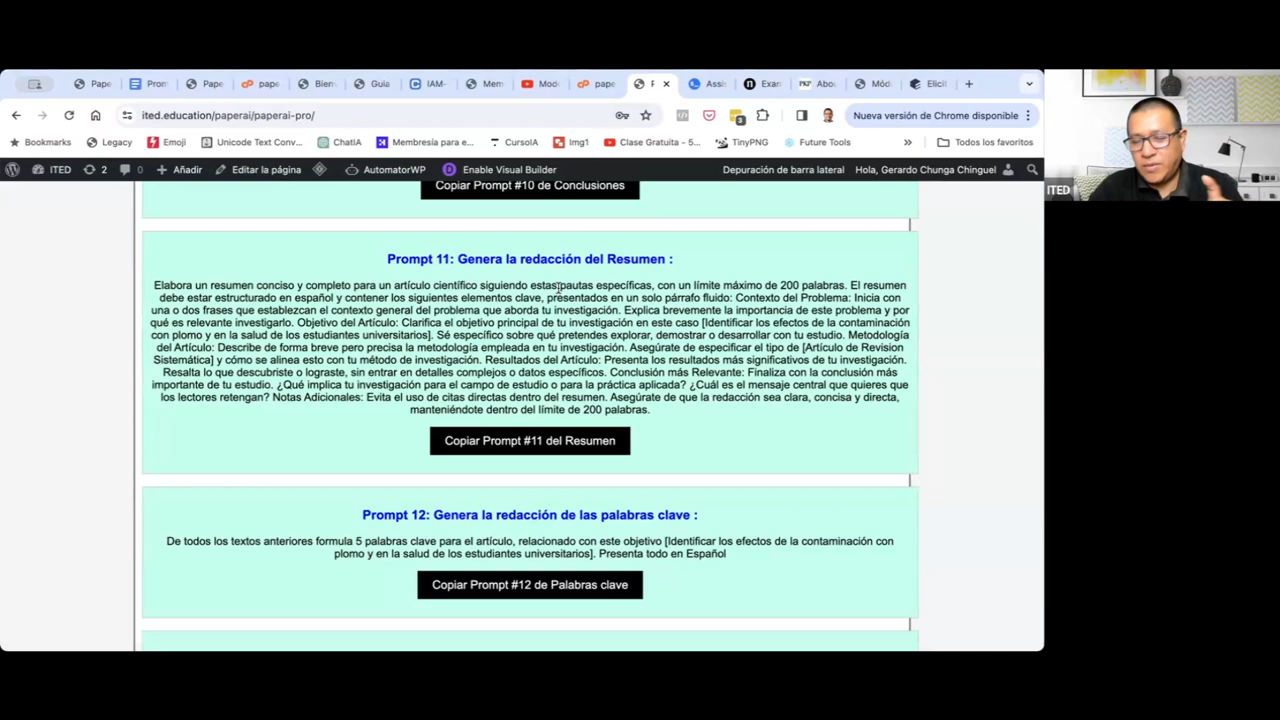 Pape
Prom
Pape
pape
Bien
Guia
IAM-
Mem
Mode
pape
F
Assi
Exar
PKP Abou
Mód
Elicit
ited.education/paperai/paperai-pro/
Nueva versión de Chrome disponible
Bookmarks
Legacy
Emoji
Unicode Text Conv...
ChatIA
Membresía para e...
CursoIA
Img1
Clase Gratuita - 5...
TinyPNG
Future Tools
»
Todos los favoritos
ITED
2
0
Añadir
Editar la página
AutomatorWP
Enable Visual Builder
Depuración de barra lateral
Hola, Gerardo Chunga Chinguel
ITED
Copiar Prompt #10 de Conclusiones
Prompt 11: Genera la redacción del Resumen :
Elabora un resumen conciso y completo para un artículo científico siguiendo estas pautas específicas, con un límite máximo de 200 palabras. El resumen
debe estar estructurado en español y contener los siguientes elementos clave, presentados en un solo párrafo fluido: Contexto del Problema: Inicia con
una o dos frases que establezcan el contexto general del problema que aborda tu investigación. Explica brevemente la importancia de este problema y por
qué es relevante investigarlo. Objetivo del Artículo: Clarifica el objetivo principal de tu investigación en este caso [Identificar los efectos de la contaminación
con plomo y en la salud de los estudiantes universitarios]. Sé específico sobre qué pretendes explorar, demostrar o desarrollar con tu estudio. Metodología
del Artículo: Describe de forma breve pero precisa la metodología empleada en tu investigación. Asegúrate de especificar el tipo de [Artículo de Revisión
Sistemática] y cómo se alinea esto con tu método de investigación. Resultados del Artículo: Presenta los resultados más significativos de tu investigación.
Resalta lo que descubriste o lograste, sin entrar en detalles complejos o datos específicos. Conclusión más Relevante: Finaliza con la conclusión más
importante de tu estudio. ¿Qué implica tu investigación para el campo de estudio o para la práctica aplicada? ¿Cuál es el mensaje central que quieres que
los lectores retengan? Notas Adicionales: Evita el uso de citas directas dentro del resumen. Asegúrate de que la redacción sea clara, concisa y directa,
manteniéndote dentro del límite de 200 palabras.
Copiar Prompt #11 del Resumen
Prompt 12: Genera la redacción de las palabras clave :
De todos los textos anteriores formula 5 palabras clave para el artículo, relacionado con este objetivo [Identificar los efectos de la contaminación con
plomo y en la salud de los estudiantes universitarios]. Presenta todo en Español
Copiar Prompt #12 de Palabras clave